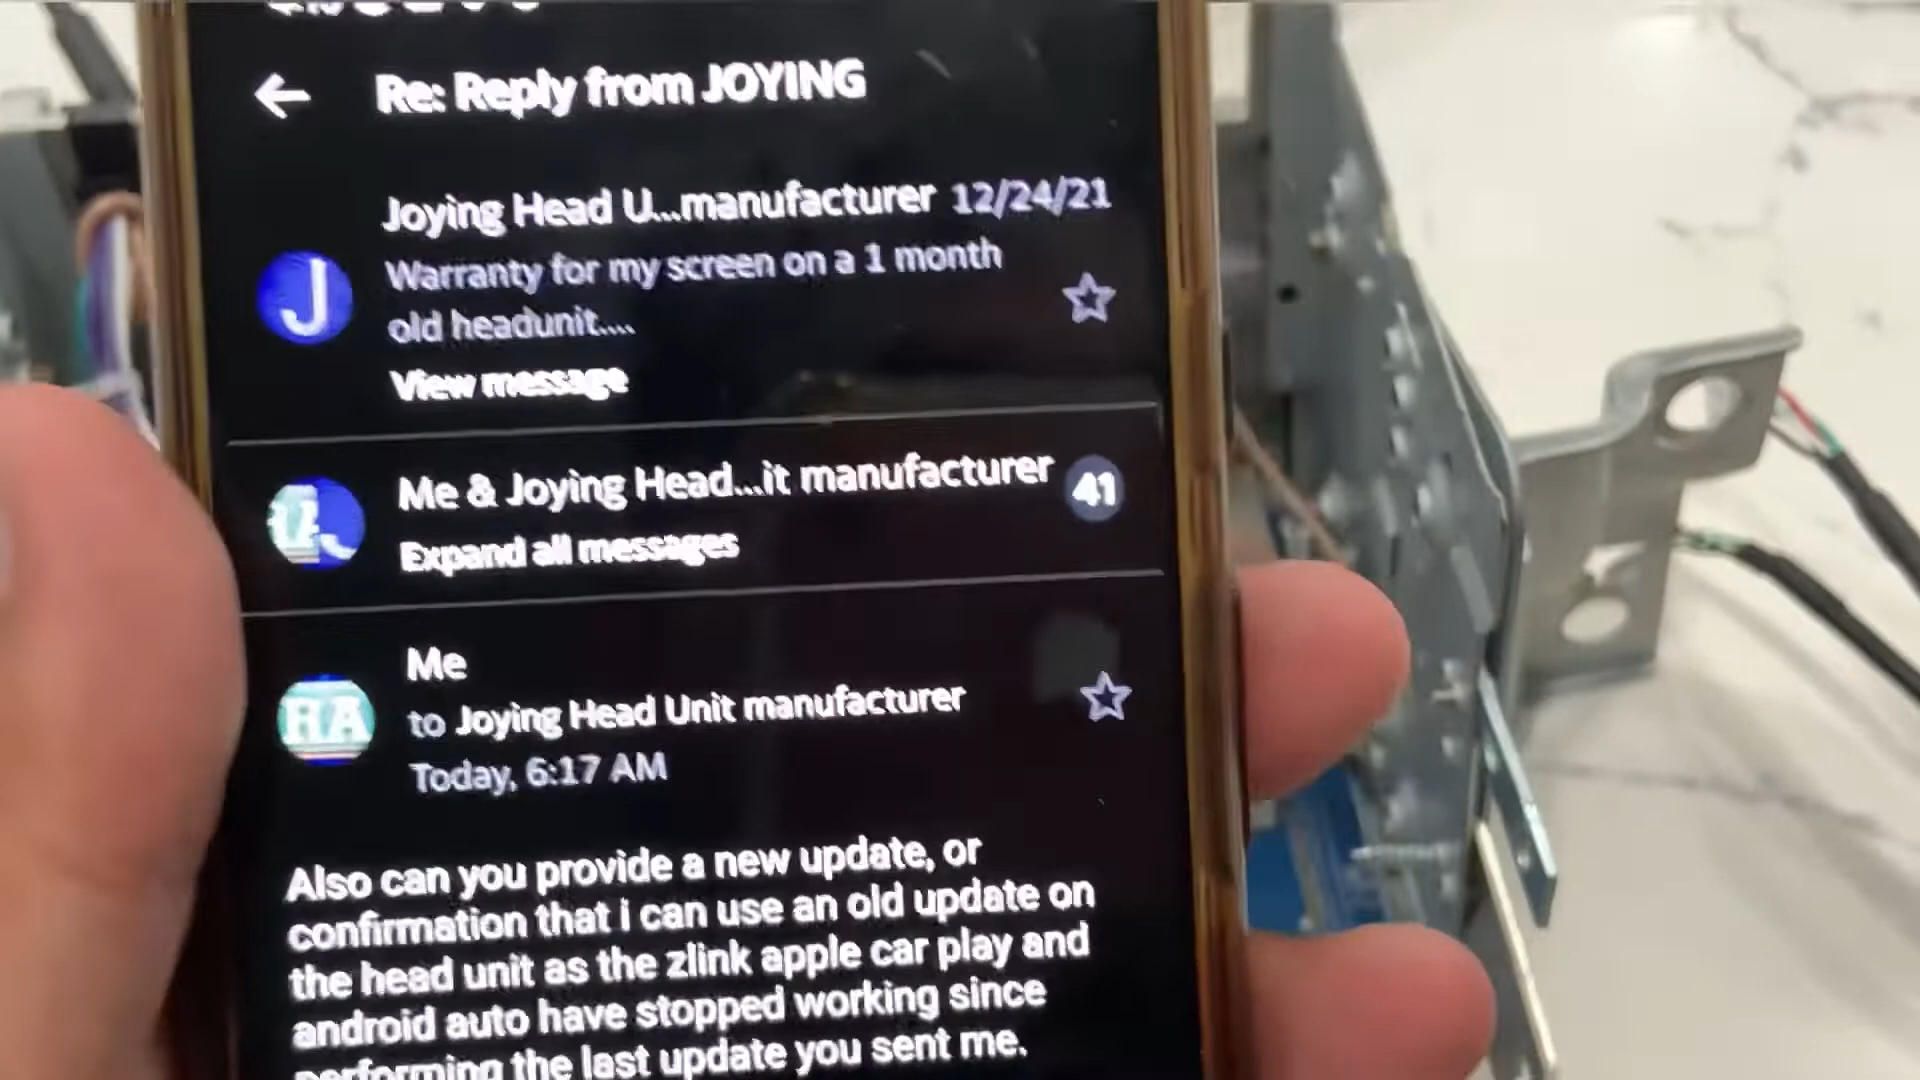 Re: Reply from JOYING
Joying Head U...manufacturer 12/24/21
J
Warranty for my screen on a 1 month
old headunit....
View message
Me & Joying Head...it manufacturer 41
Expand all messages
Me
RA
to Joying Head Unit manufacturer
Today, 6:17 AM
Also can you provide a new update, or
confirmation that i can use an old update on
the head unit as the zlink apple car play and
android auto have stopped working since
performing the last update you sent me.